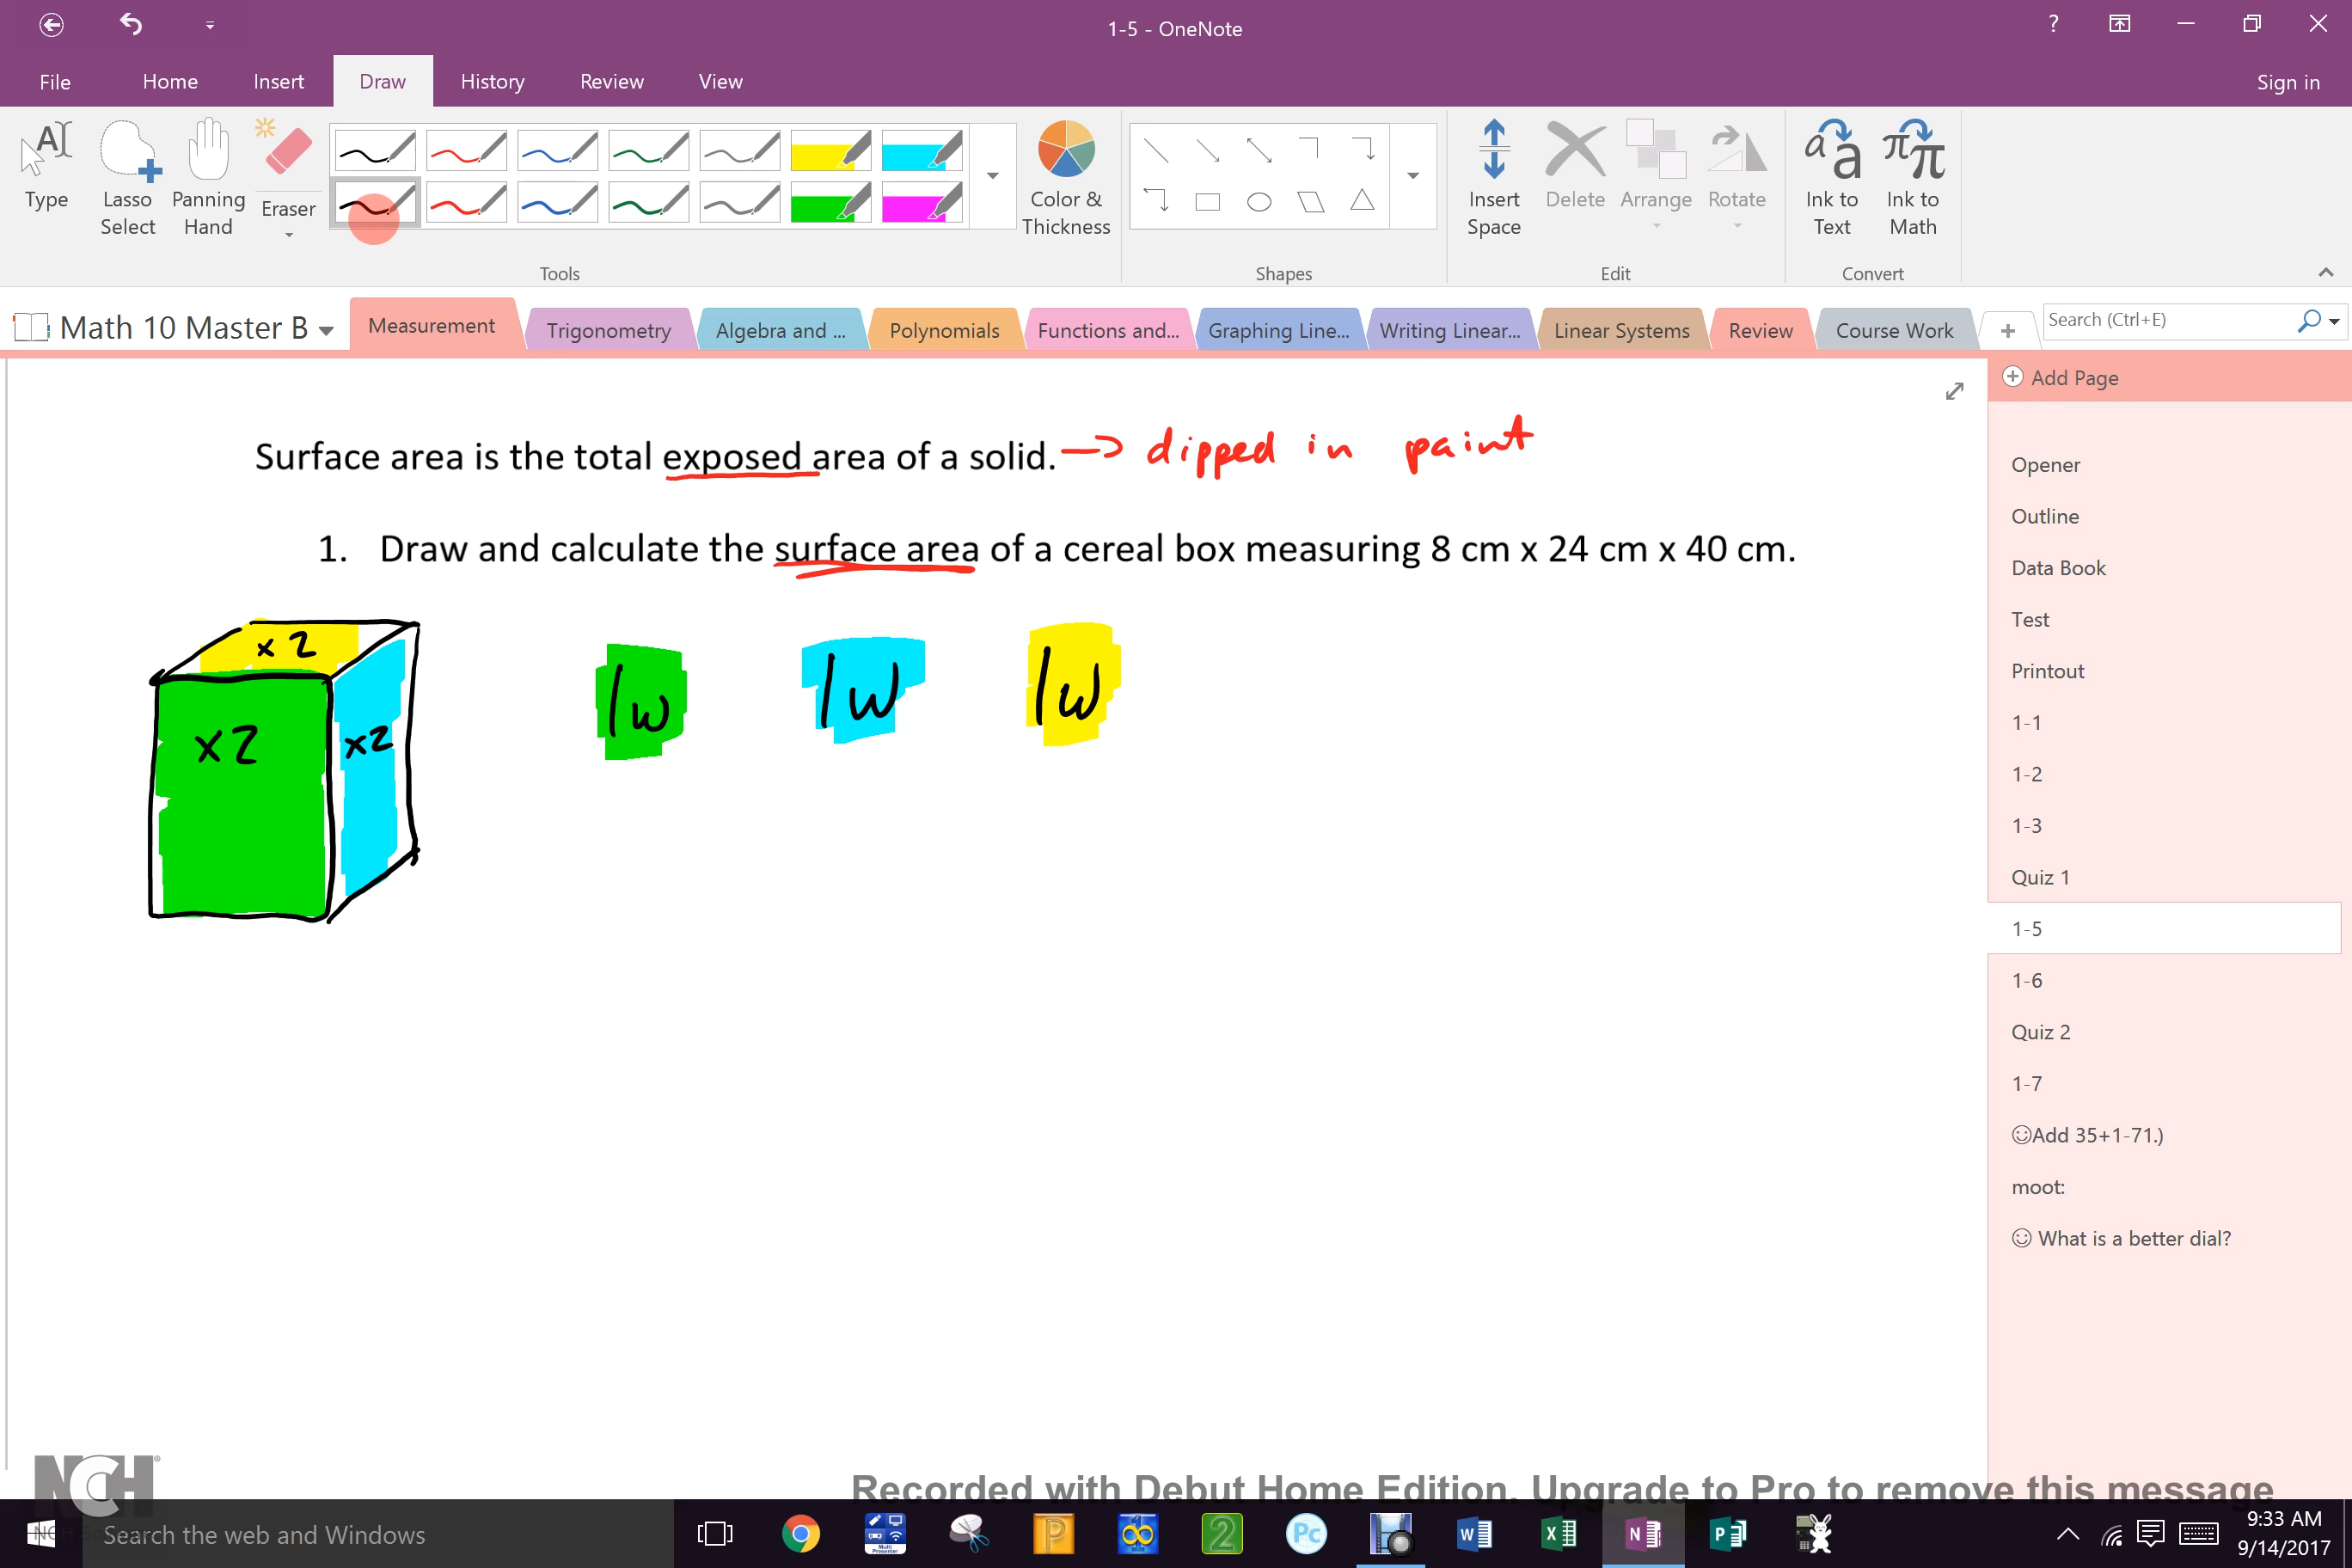 1-5 - OneNote
?
File Home Insert Draw History Review View Sign in
Type
Lasso Select
Panning Hand
Eraser
Color & Thickness
Insert Space
Delete
Arrange
Rotate
Ink to Text
Ink to Math
Tools
Shapes
Edit
Convert
Math 10 Master B Measurement Trigonometry Algebra and ... Polynomials Functions and... Graphing Line... Writing Linear... Linear Systems Review Course Work + Search (Ctrl+E)
Add Page
Surface area is the total exposed area of a solid. → dipped in paint
1. Draw and calculate the surface area of a cereal box measuring 8 cm x 24 cm x 40 cm.
x 2
x2
x2
lw lw lw
Opener
Outline
Data Book
Test
Printout
1-1
1-2
1-3
Quiz 1
1-5
1-6
Quiz 2
1-7
☺Add 35+1-71.)
moot:
☺ What is a better dial?
NCH
Recorded with Debut Home Edition. Upgrade to Pro to remove this message
Search the web and Windows
9:33 AM
9/14/2017